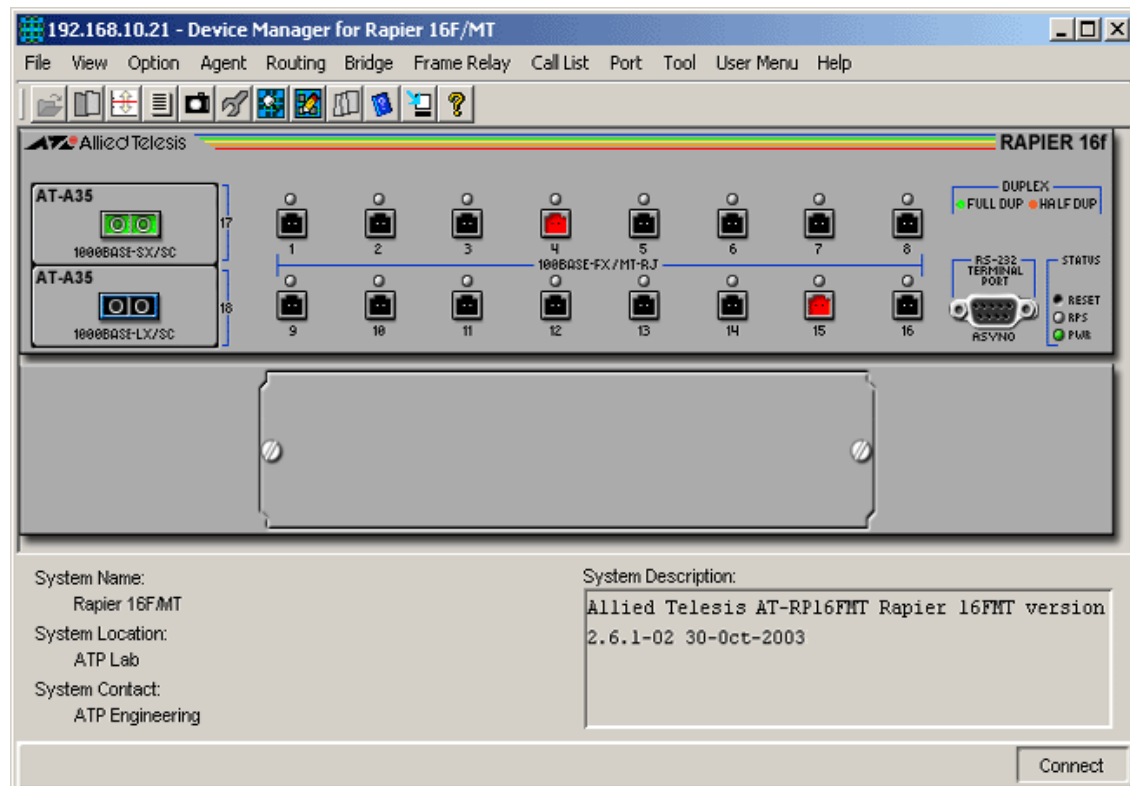 192.168.10.21 - Device Manager for Rapier 16F/MT
File View Option Agent Routing Bridge Frame Relay Call List Port Tool User Menu Help
Allied Telesis
RAPIER 16f
AT-A35
17
1000BASE-SX/SC
AT-A35
18
1000BASE-LX/SC
1 2 3 4 5 6 7 8
100BASE-FX/MT-RJ
9 10 11 12 13 14 15 16
DUPLEX
FULL DUP HALF DUP
RS-232
TERMINAL
PORT
ASYN0
STATUS
RESET
RPS
PWR
System Name:
Rapier 16F/MT
System Location:
ATP Lab
System Contact:
ATP Engineering
System Description:
Allied Telesis AT-RP16FMT Rapier 16FMT version
2.6.1-02 30-Oct-2003
Connect